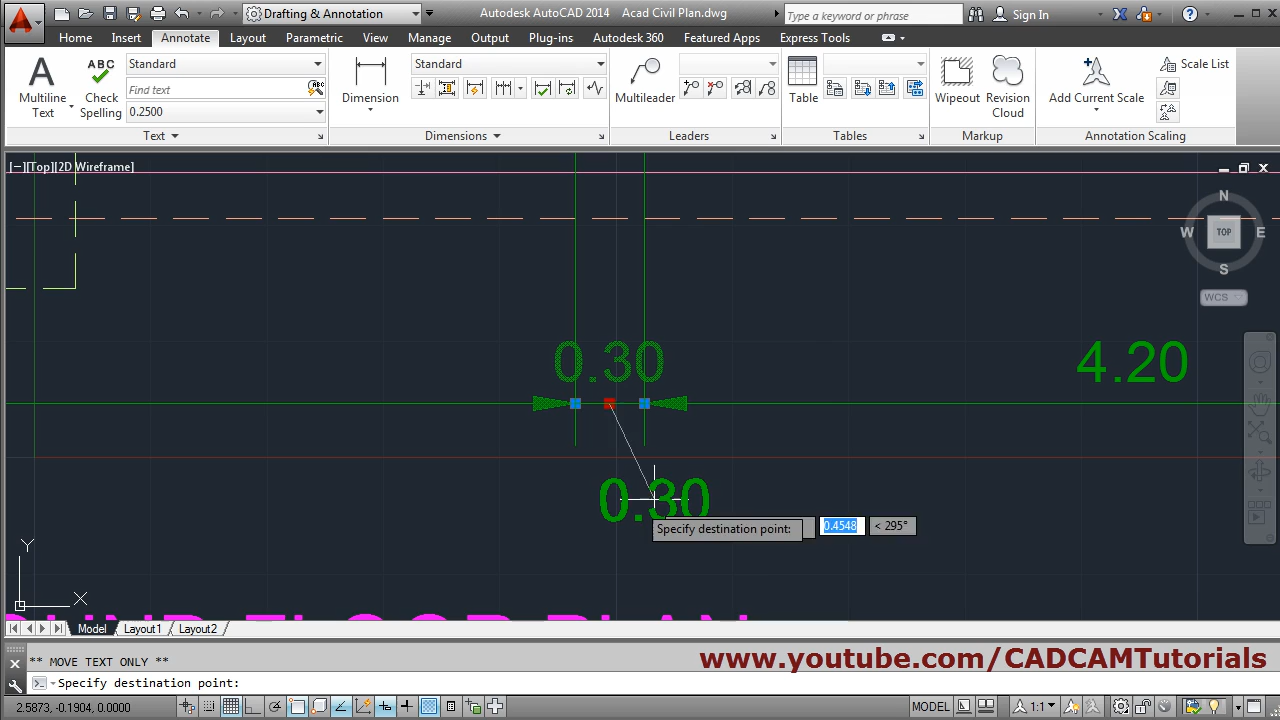 Drafting & Annotation
Autodesk AutoCAD 2014 Acad Civil Plan.dwg
Type a keyword or phrase
Sign In
Home Insert Annotate Layout Parametric View Manage Output Plug-ins Autodesk 360 Featured Apps Express Tools
A
Multiline
Text
ABC
Check
Spelling
Standard
Find text
0.2500
Text
Dimension
Standard
Dimensions
Multileader
Leaders
Table
Tables
Wipeout
Revision
Cloud
Markup
Add Current Scale
Scale List
Annotation Scaling
[−][Top][2D Wireframe]
N
W TOP E
S
WCS
0.30
4.20
0.30
Specify destination point: 0.4548 < 295°
Y
X
GROUND FLOOR PLAN
Model Layout1 Layout2
** MOVE TEXT ONLY **
Specify destination point:
www.youtube.com/CADCAMTutorials
2.5873, -0.1904, 0.0000
MODEL
1:1